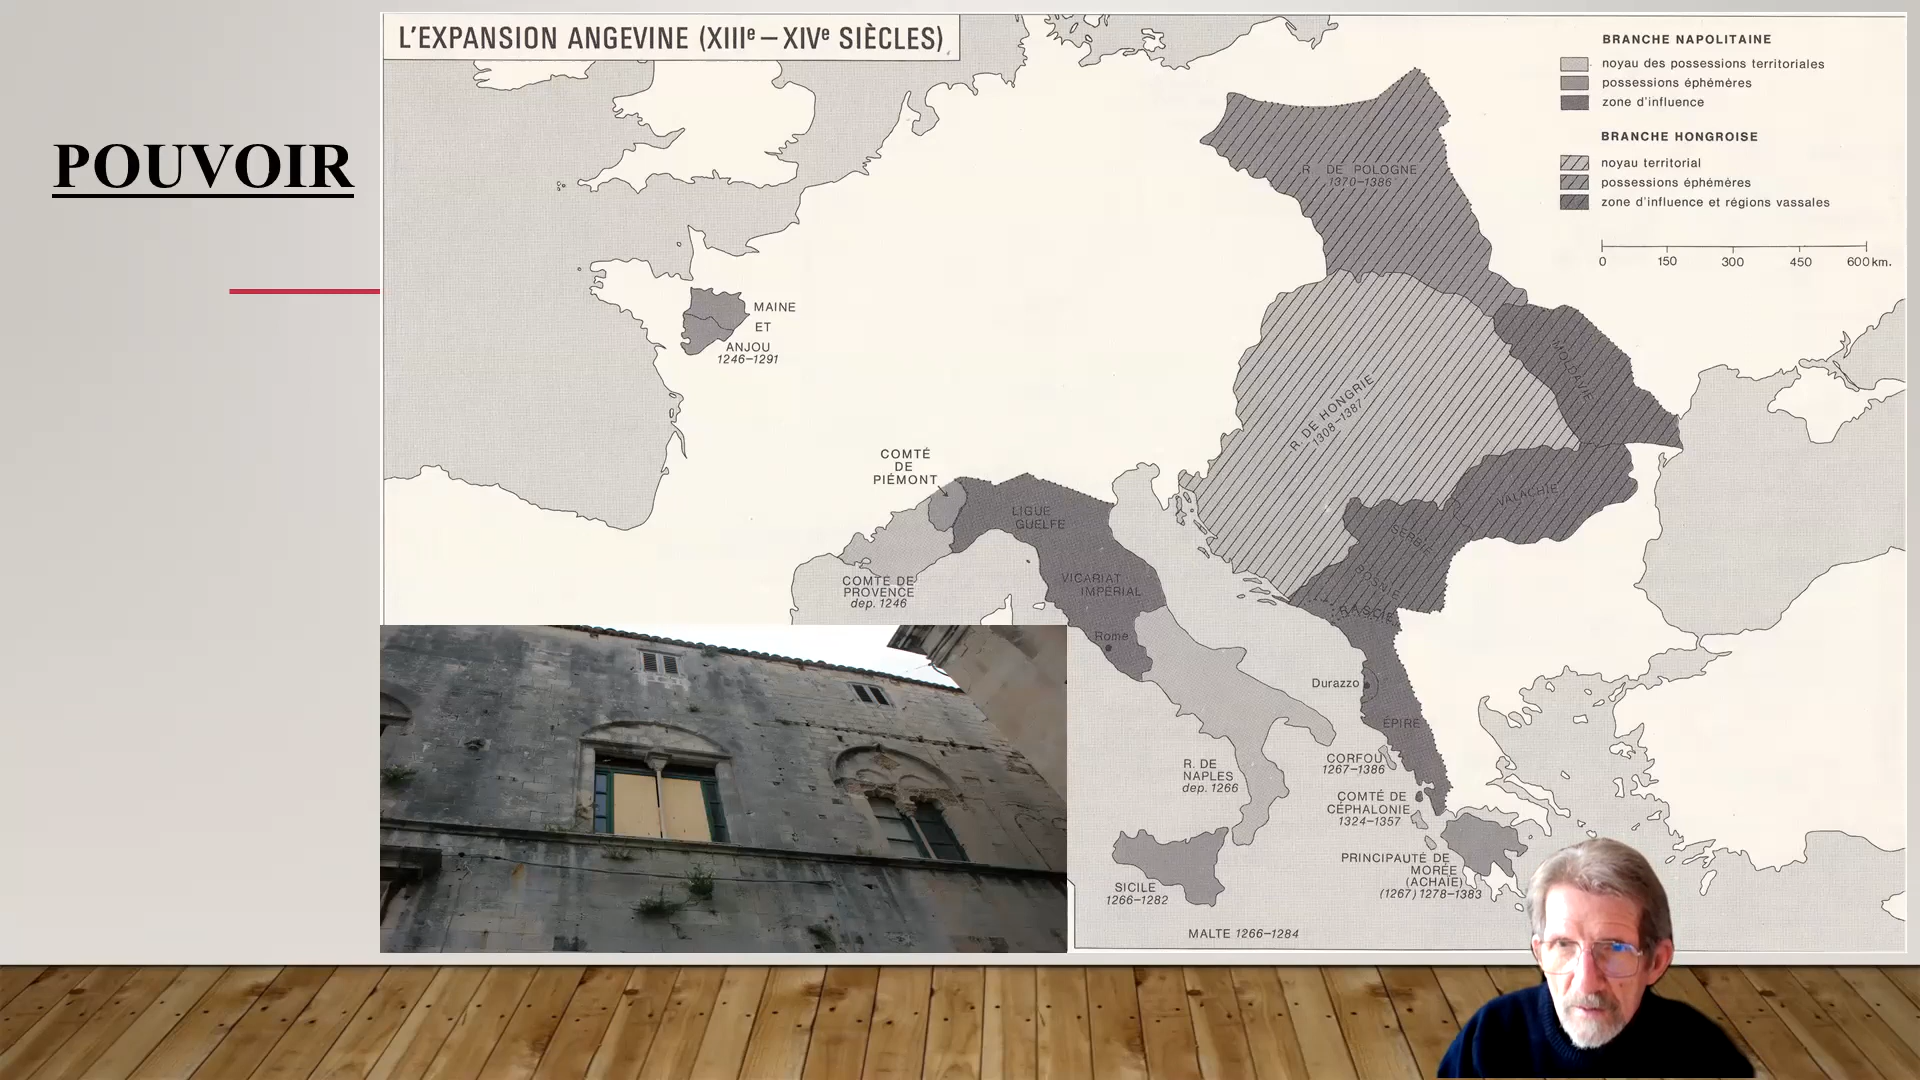 POUVOIR
L'EXPANSION ANGEVINE (XIIIe – XIVe SIÈCLES)
BRANCHE NAPOLITAINE
noyau des possessions territoriales
possessions éphémères
zone d'influence
BRANCHE HONGROISE
noyau territorial
possessions éphémères
zone d'influence et régions vassales
0 150 300 450 600 km.
R. DE POLOGNE
1370–1386
MAINE
ET
ANJOU
1246–1291
MOLDAVIE
R. DE HONGRIE
1308–1387
COMTÉ
DE
PIÉMONT
LIGUE
GUELFE
VALACHIE
SERBIE
BOSNIE
RASCIE
COMTÉ DE
PROVENCE
dep. 1246
VICARIAT
IMPÉRIAL
Rome
Durazzo
ÉPIRE
CORFOU
1267–1386
R. DE
NAPLES
dep. 1266
COMTÉ DE
CÉPHALONIE
1324–1357
PRINCIPAUTÉ DE
MORÉE
(ACHAÏE)
(1267) 1278–1383
SICILE
1266–1282
MALTE 1266–1284